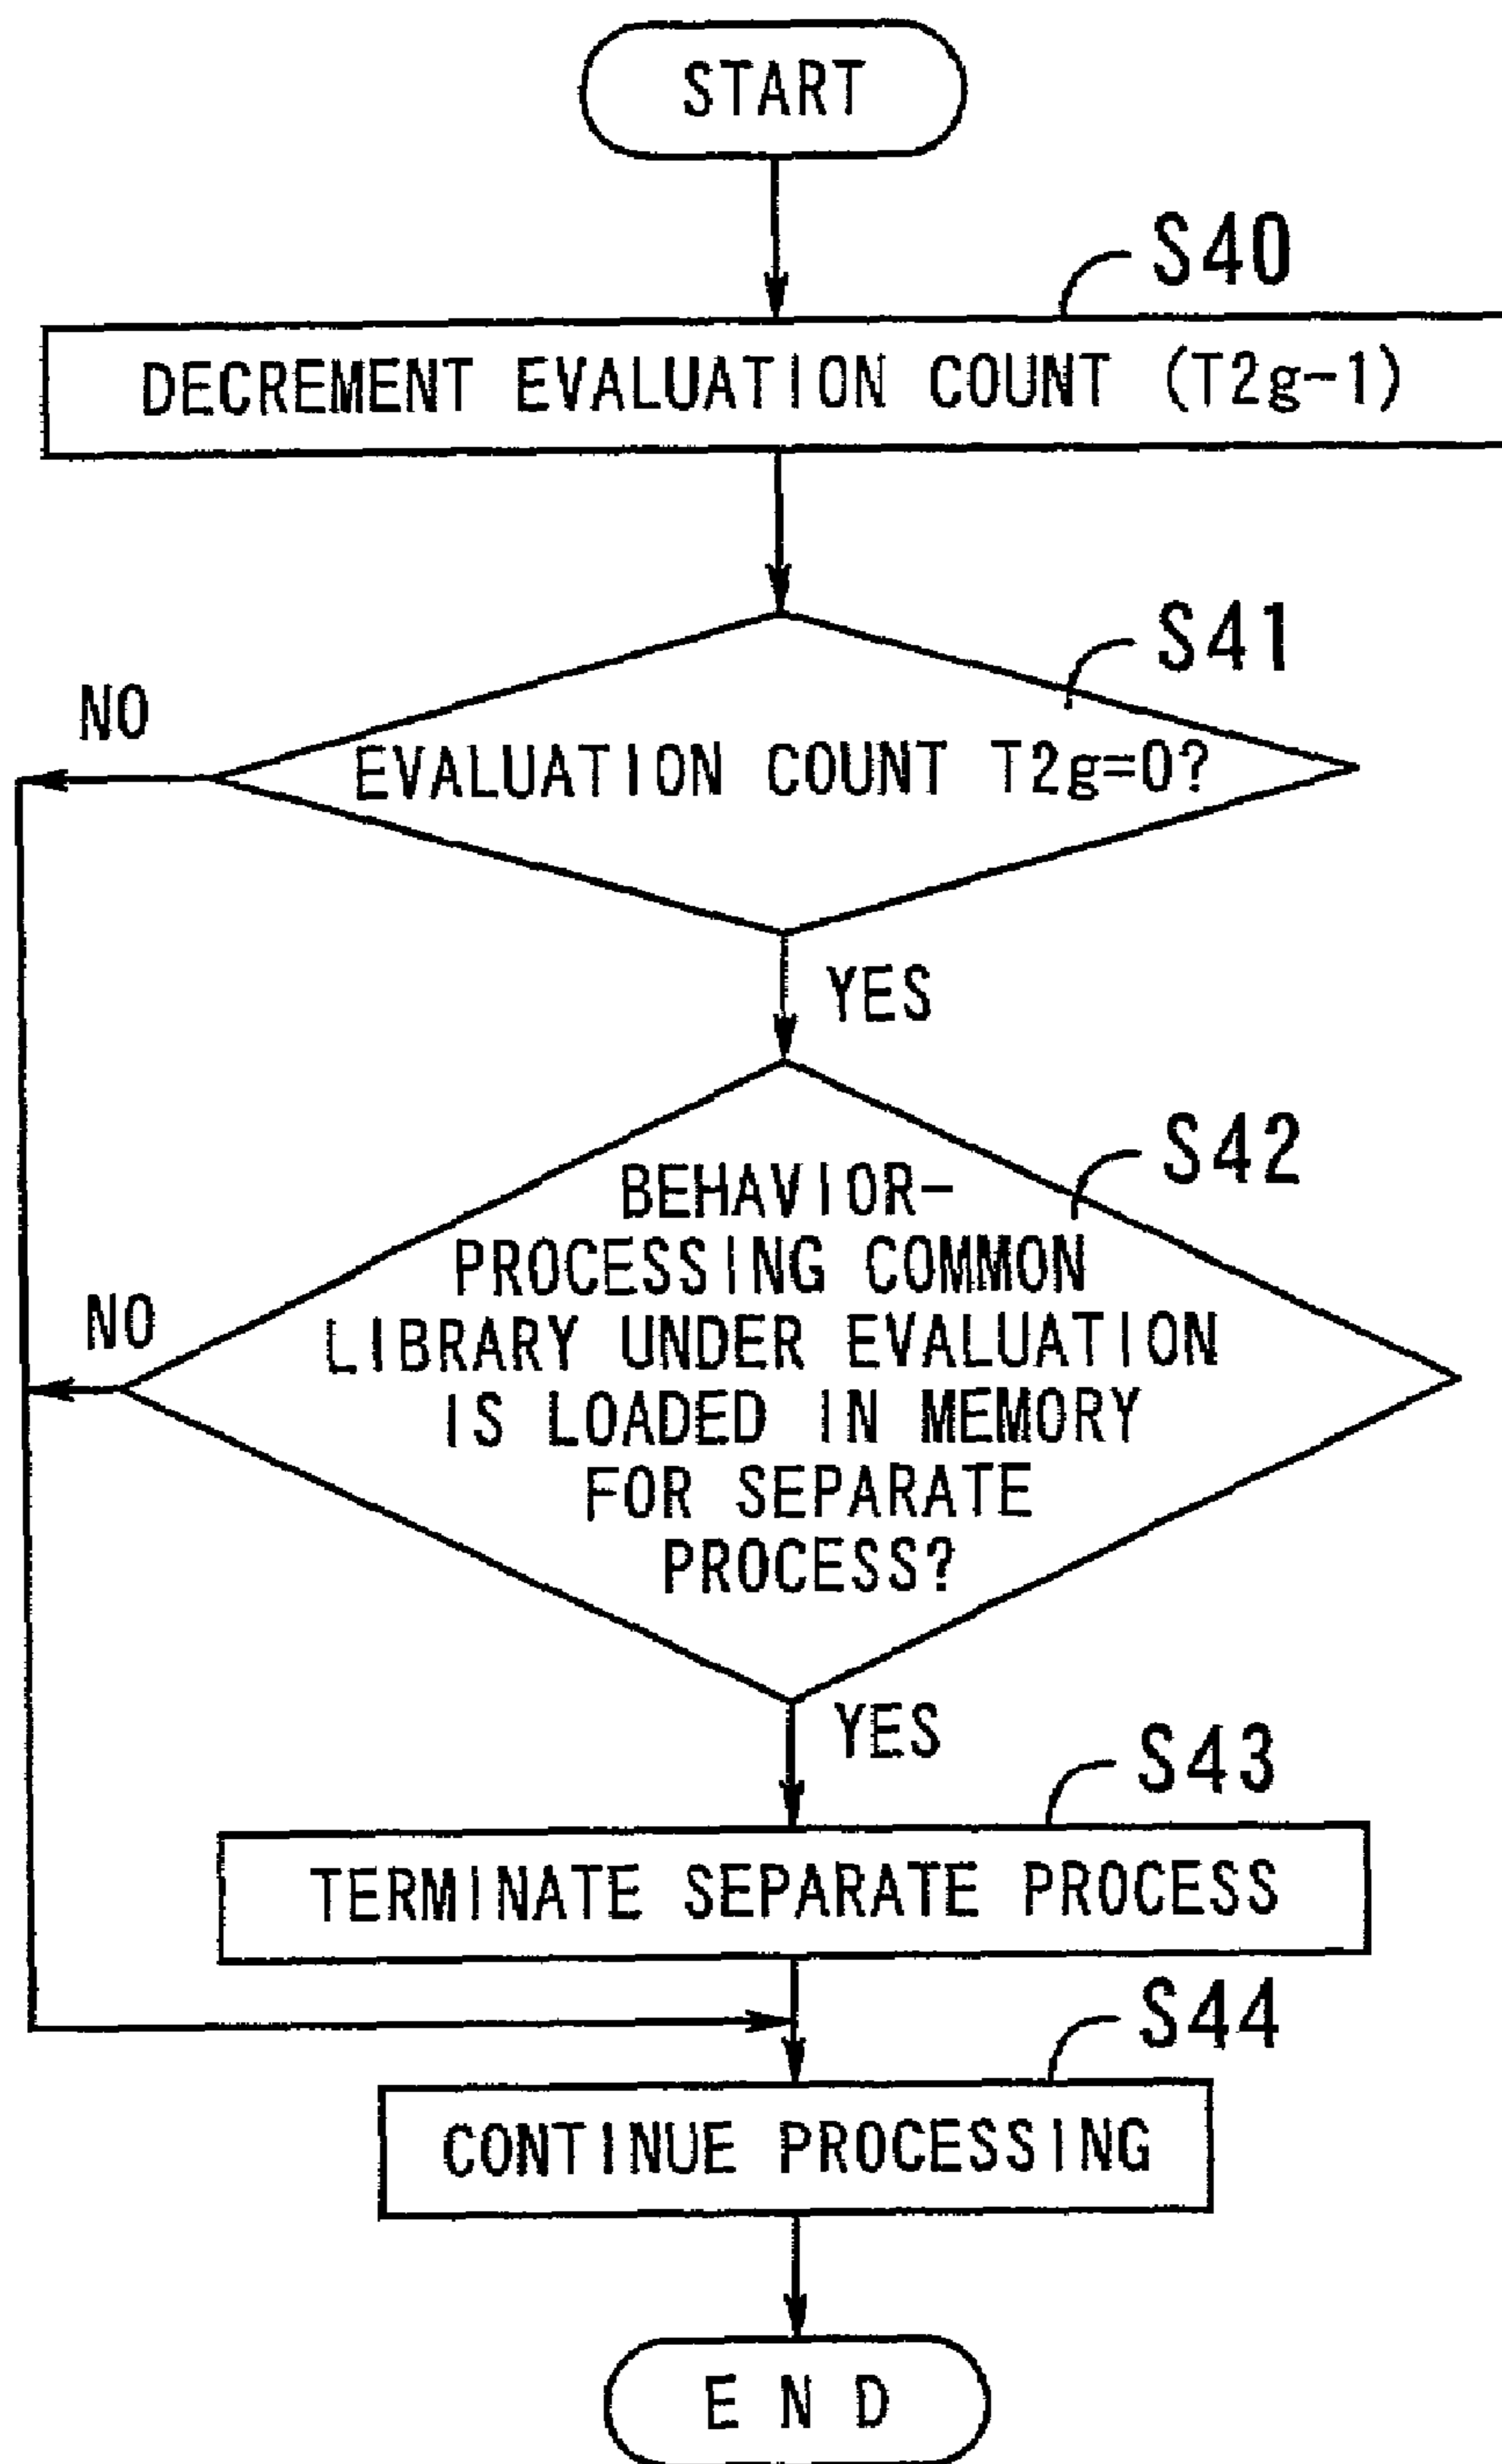 START
S40
DECREMENT EVALUATION COUNT (T2g-1)
S41
NO
EVALUATION COUNT T2g=0?
YES
S42
BEHAVIOR-
PROCESSING COMMON
NO
LIBRARY UNDER EVALUATION
IS LOADED IN MEMORY
FOR SEPARATE
PROCESS?
YES
S43
TERMINATE SEPARATE PROCESS
S44
CONTINUE PROCESSING
END